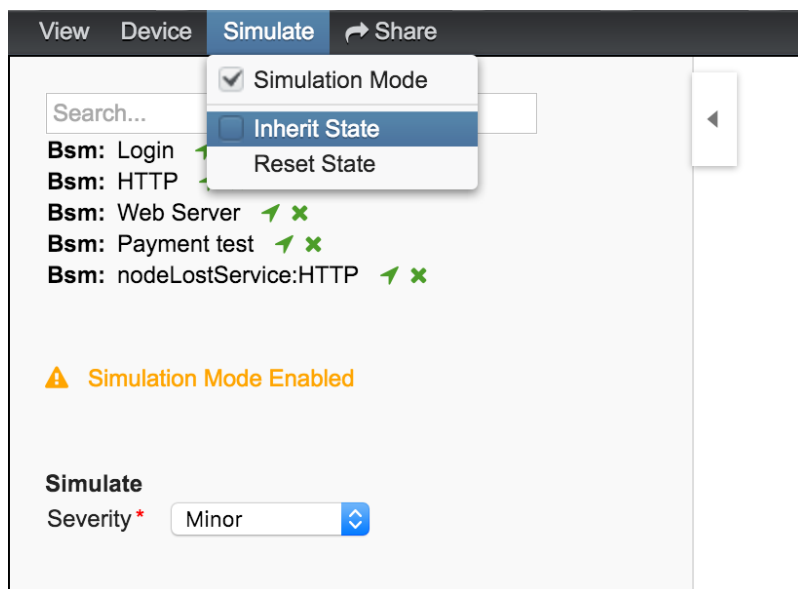 View Device Simulate Share
Simulation Mode
Search...
Inherit State
Bsm: Login
Reset State
Bsm: HTTP
Bsm: Web Server
Bsm: Payment test
Bsm: nodeLostService:HTTP
Simulation Mode Enabled
Simulate
Severity* Minor